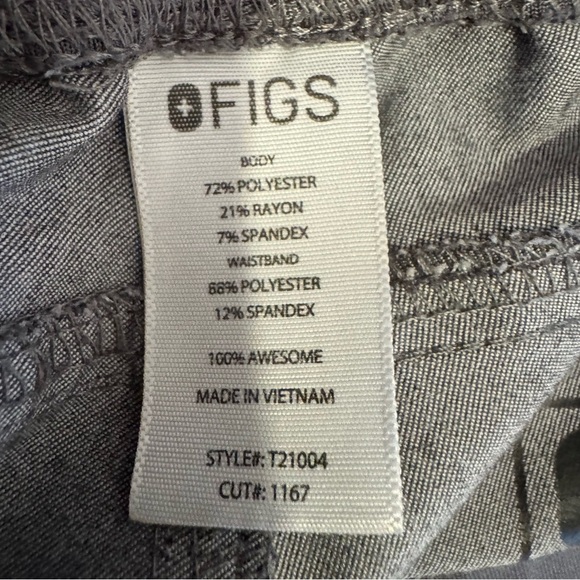 FIGS
BODY
72% POLYESTER
21% RAYON
7% SPANDEX
WAISTBAND
88% POLYESTER
12% SPANDEX
100% AWESOME
MADE IN VIETNAM
STYLE#: T21004
CUT#: 1167